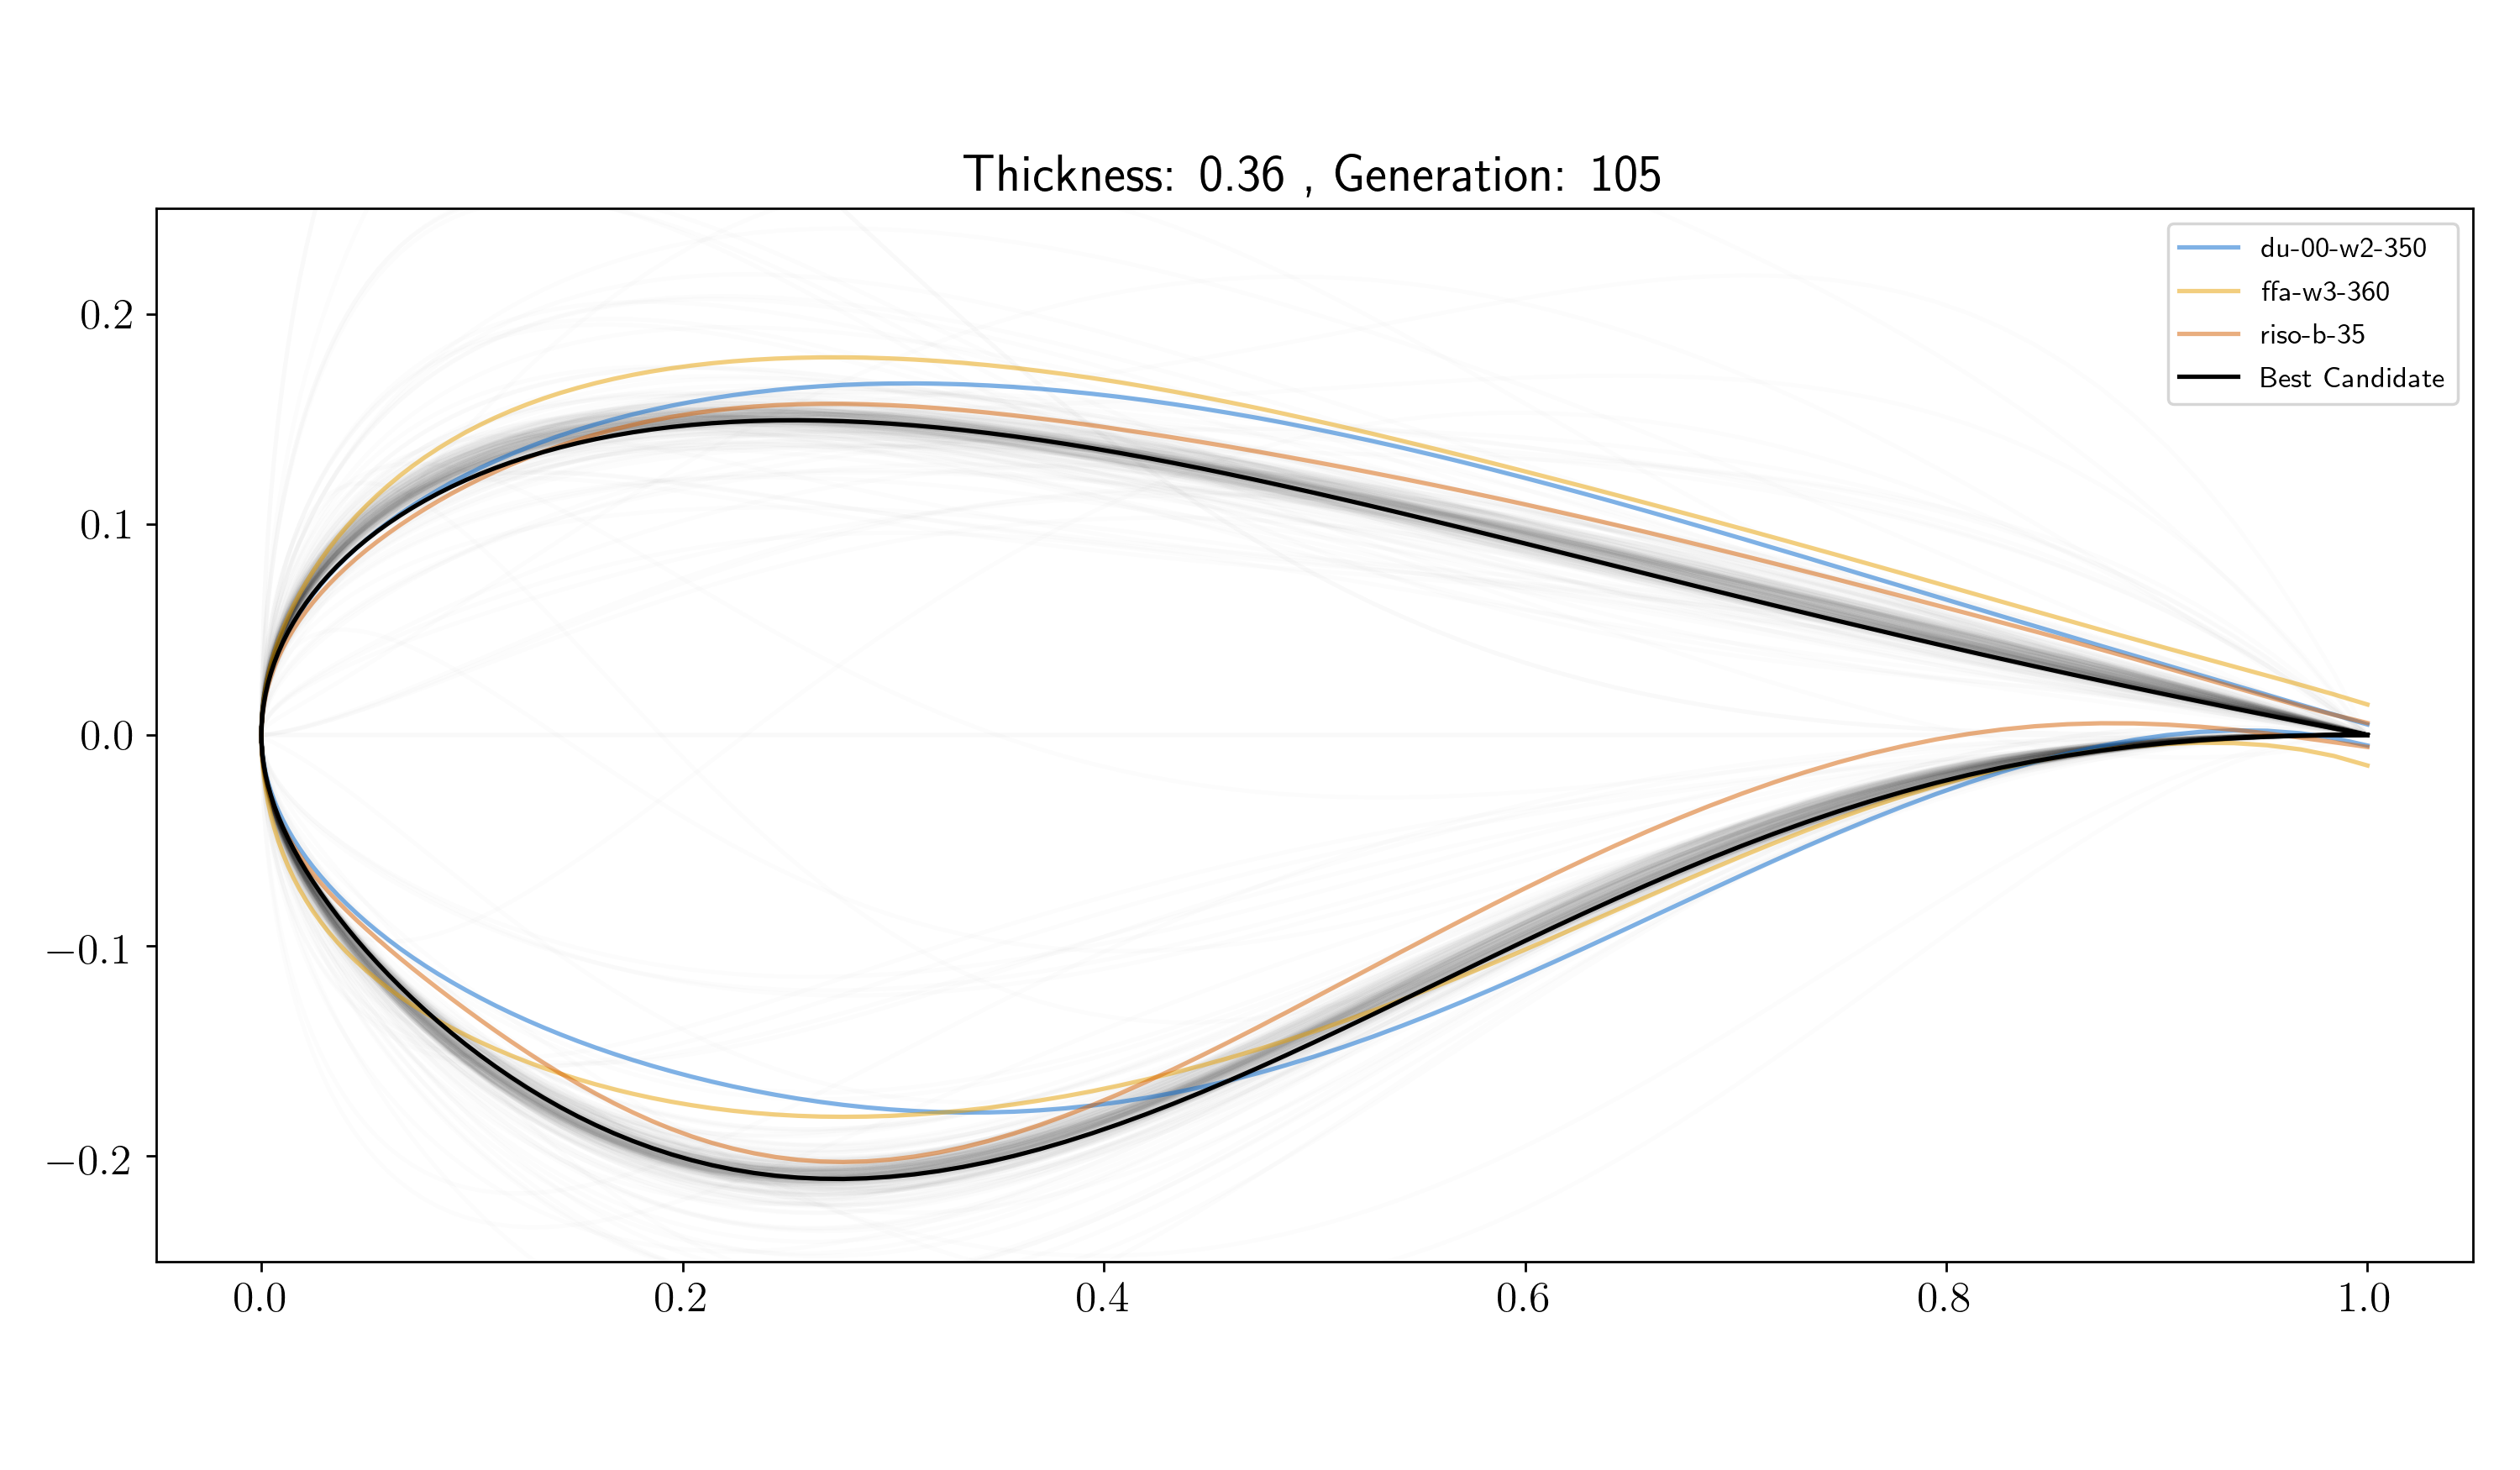 Thickness: 0.36 , Generation: 105
du-00-w2-350
ffa-w3-360
riso-b-35
Best Candidate
0.2
0.1
0.0
−0.1
−0.2
0.0 0.2 0.4 0.6 0.8 1.0